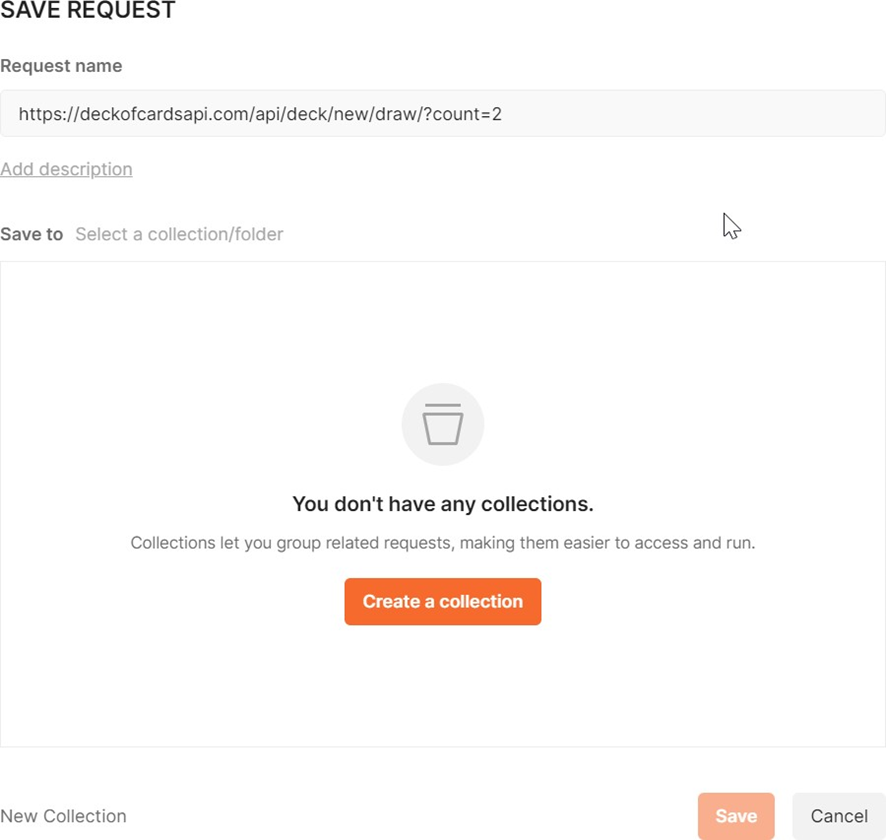 SAVE REQUEST
Request name
https://deckofcardsapi.com/api/deck/new/draw/?count=2
Add description
Save to Select a collection/folder
You don't have any collections.
Collections let you group related requests, making them easier to access and run.
Create a collection
New Collection Save Cancel